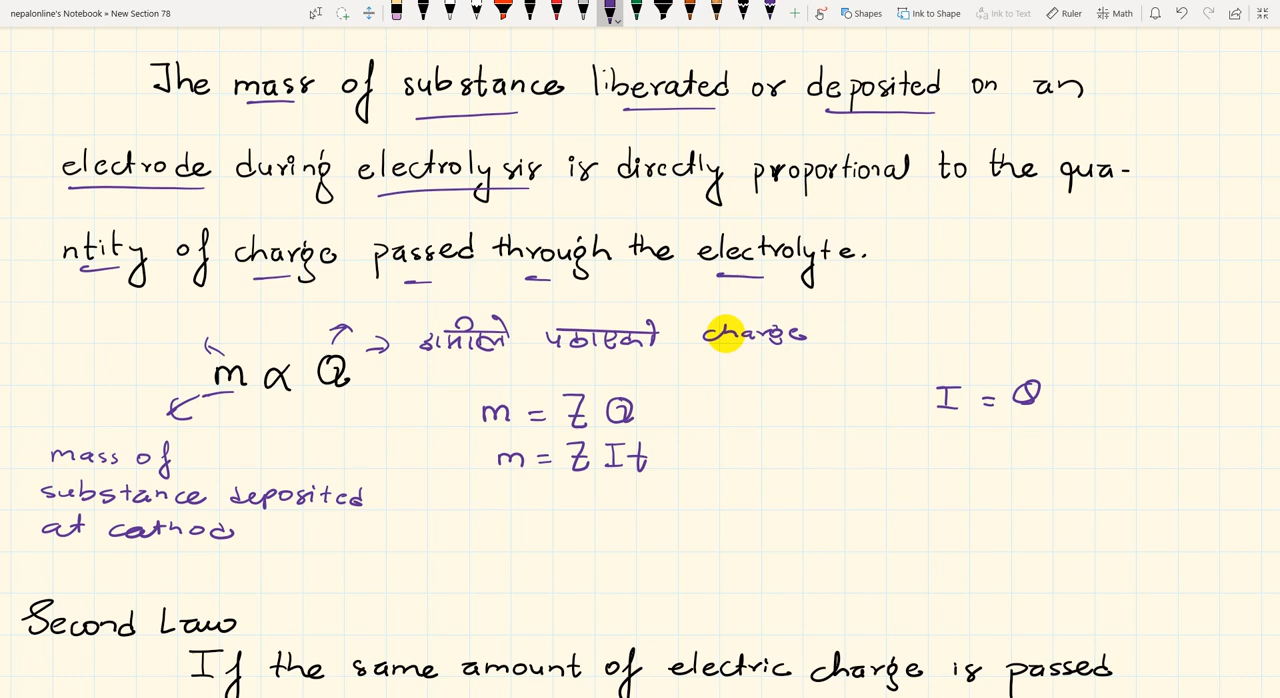 nepalonline's Notebook » New Section 78
Shapes Ink to Shape Ink to Text Ruler Math
The mass of substance liberated or deposited on an
electrode during electrolysis is directly proportional to the qua-
ntity of charge passed through the electrolyte.
हामीले पठाएको charge
m ∝ Q
m = Z Q
I = Q
m = Z It
mass of
substance deposited
at cathod
Second Law
If the same amount of electric charge is passed